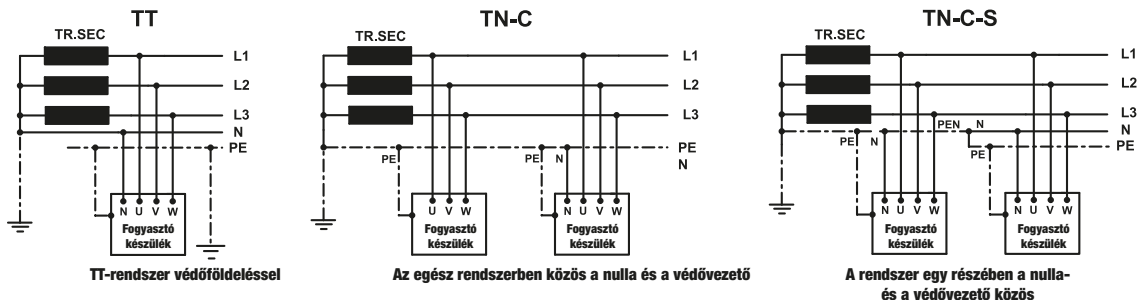 TT
TR.SEC
L1
L2
L3
N
PE
N U V W
Fogyasztó
készülék
TT-rendszer védőföldeléssel
TN-C
TR.SEC
L1
L2
L3
PE
N
PE
PE N
U V W
Fogyasztó
készülék
N U V W
Fogyasztó
készülék
Az egész rendszerben közös a nulla és a védővezető
TN-C-S
TR.SEC
L1
L2
L3
PEN N
N
PE
PE N
PE
N U V W
Fogyasztó
készülék
N U V W
Fogyasztó
készülék
A rendszer egy részében a nulla-
és a védővezető közös